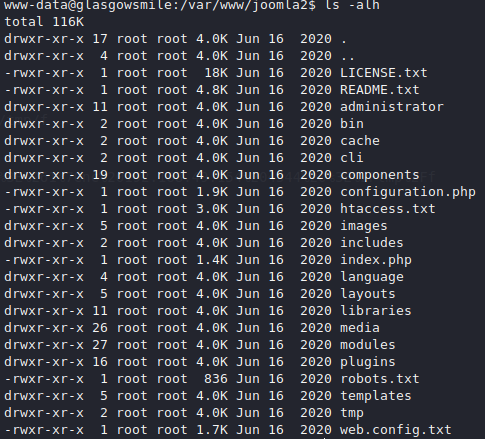 www-data@glasgowsmile:/var/www/joomla2$ ls -alh
total 116K
drwxr-xr-x 17 root root 4.0K Jun 16  2020 .
drwxr-xr-x  4 root root 4.0K Jun 16  2020 ..
-rwxr-xr-x  1 root root  18K Jun 16  2020 LICENSE.txt
-rwxr-xr-x  1 root root 4.8K Jun 16  2020 README.txt
drwxr-xr-x 11 root root 4.0K Jun 16  2020 administrator
drwxr-xr-x  2 root root 4.0K Jun 16  2020 bin
drwxr-xr-x  2 root root 4.0K Jun 16  2020 cache
drwxr-xr-x  2 root root 4.0K Jun 16  2020 cli
drwxr-xr-x 19 root root 4.0K Jun 16  2020 components
-rwxr-xr-x  1 root root 1.9K Jun 16  2020 configuration.php
-rwxr-xr-x  1 root root 3.0K Jun 16  2020 htaccess.txt
drwxr-xr-x  5 root root 4.0K Jun 16  2020 images
drwxr-xr-x  2 root root 4.0K Jun 16  2020 includes
-rwxr-xr-x  1 root root 1.4K Jun 16  2020 index.php
drwxr-xr-x  4 root root 4.0K Jun 16  2020 language
drwxr-xr-x  5 root root 4.0K Jun 16  2020 layouts
drwxr-xr-x 11 root root 4.0K Jun 16  2020 libraries
drwxr-xr-x 26 root root 4.0K Jun 16  2020 media
drwxr-xr-x 27 root root 4.0K Jun 16  2020 modules
drwxr-xr-x 16 root root 4.0K Jun 16  2020 plugins
-rwxr-xr-x  1 root root  836 Jun 16  2020 robots.txt
drwxr-xr-x  5 root root 4.0K Jun 16  2020 templates
drwxr-xr-x  2 root root 4.0K Jun 16  2020 tmp
-rwxr-xr-x  1 root root 1.7K Jun 16  2020 web.config.txt